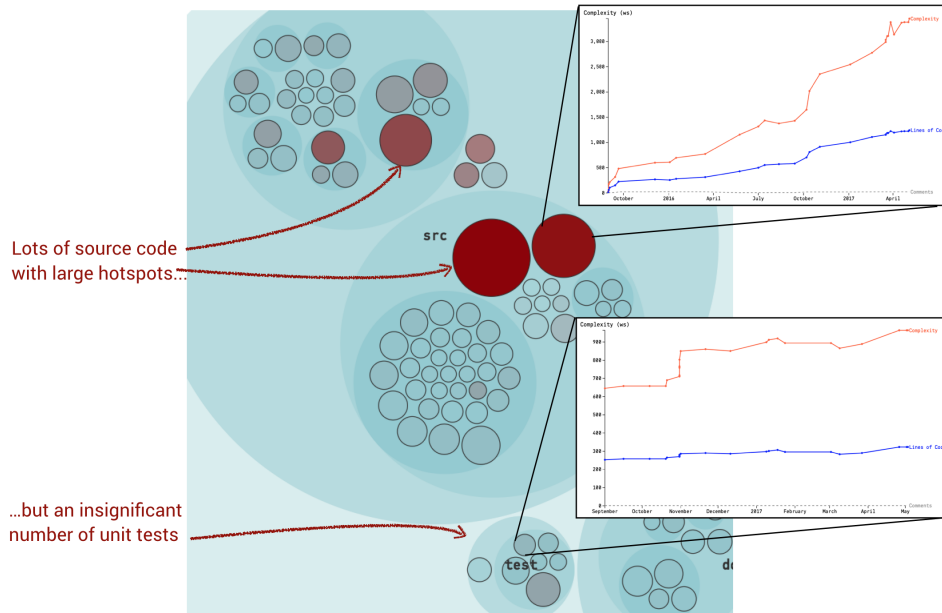 Complexity (ws)
3,000
2,500
2,000
1,500
1,000
500
0
Complexity
Lines of Co
Comments
October
2016
April
July
October
2017
April
Lots of source code
with large hotspots...
src
Complexity (ws)
900
800
700
600
500
400
300
200
100
0
Complexity
Lines of Co
Comments
September
October
November
December
2017
February
March
April
May
...but an insignificant
number of unit tests
test
do